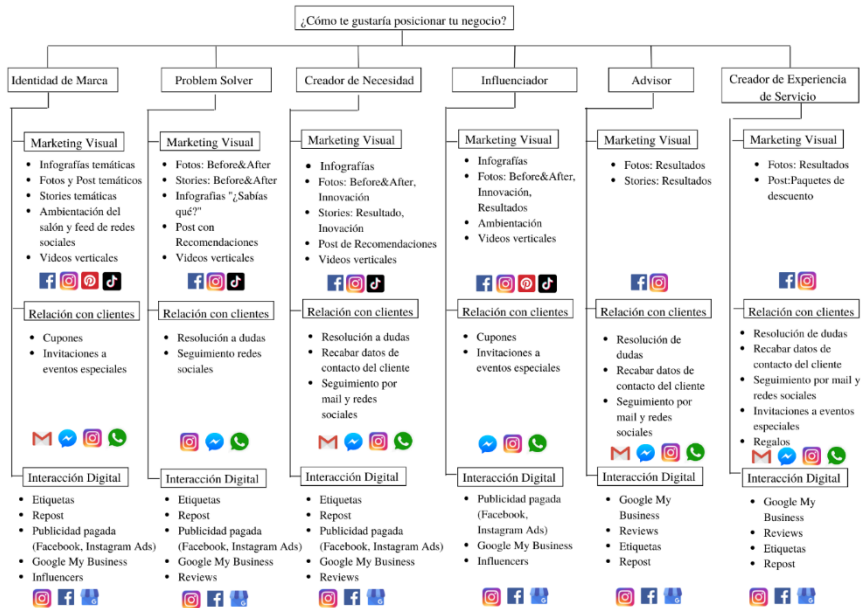 ¿Cómo te gustaría posicionar tu negocio?
Identidad de Marca
Marketing Visual
Infografías temáticas
Fotos y Post temáticos
Stories temáticas
Ambientación del
salón y feed de redes
sociales
Videos verticales
Relación con clientes
Cupones
Invitaciones a
eventos especiales
Interacción Digital
Etiquetas
Repost
Publicidad pagada
(Facebook, Instagram Ads)
Google My Business
Influencers
Problem Solver
Marketing Visual
Fotos: Before&After
Stories: Before&After
Infografias "¿Sabías
qué?"
Post con
Recomendaciones
Videos verticales
Relación con clientes
Resolución a dudas
Seguimiento redes
sociales
Interacción Digital
Etiquetas
Repost
Publicidad pagada
(Facebook, Instagram Ads)
Google My Business
Reviews
Creador de Necesidad
Marketing Visual
Infografías
Fotos: Before&After,
Innovación
Stories: Resultado,
Inovación
Post de Recomendaciones
Videos verticales
Relación con clientes
Resolución a dudas
Recabar datos de
contacto del cliente
Seguimiento por
mail y redes
sociales
Interacción Digital
Etiquetas
Repost
Publicidad pagada
(Facebook, Instagram Ads)
Google My Business
Reviews
Influenciador
Marketing Visual
Infografías
Fotos: Before&After,
Innovación,
Resultados
Ambientación
Videos verticales
Relación con clientes
Cupones
Invitaciones a
eventos especiales
Interacción Digital
Publicidad pagada
(Facebook,
Instagram Ads)
Google My Business
Influencers
Advisor
Marketing Visual
Fotos: Resultados
Stories: Resultados
Relación con clientes
Resolución de
dudas
Recabar datos de
contacto del cliente
Seguimiento por
mail y redes
sociales
Interacción Digital
Google My
Business
Reviews
Etiquetas
Repost
Creador de Experiencia
de Servicio
Marketing Visual
Fotos: Resultados
Post:Paquetes de
descuento
Relación con clientes
Resolución de dudas
Recabar datos de
contacto del cliente
Seguimiento por mail y
redes sociales
Invitaciones a eventos
especiales
Regalos
Interacción Digital
Google My
Business
Reviews
Etiquetas
Repost